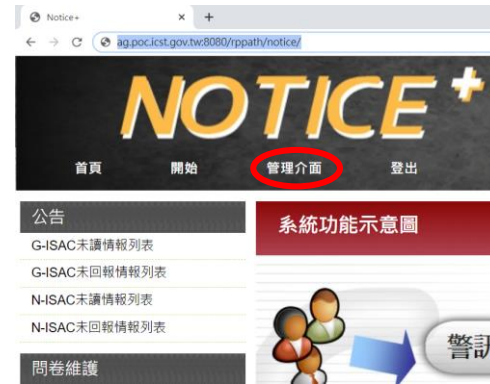 Notice+
ag.poc.icst.gov.tw:8080/rppath/notice/
NOTICE+
首頁 開始 管理介面 登出
公告
G-ISAC未讀情報列表
G-ISAC未回報情報列表
N-ISAC未讀情報列表
N-ISAC未回報情報列表
問卷維護
系統功能示意圖
警訊